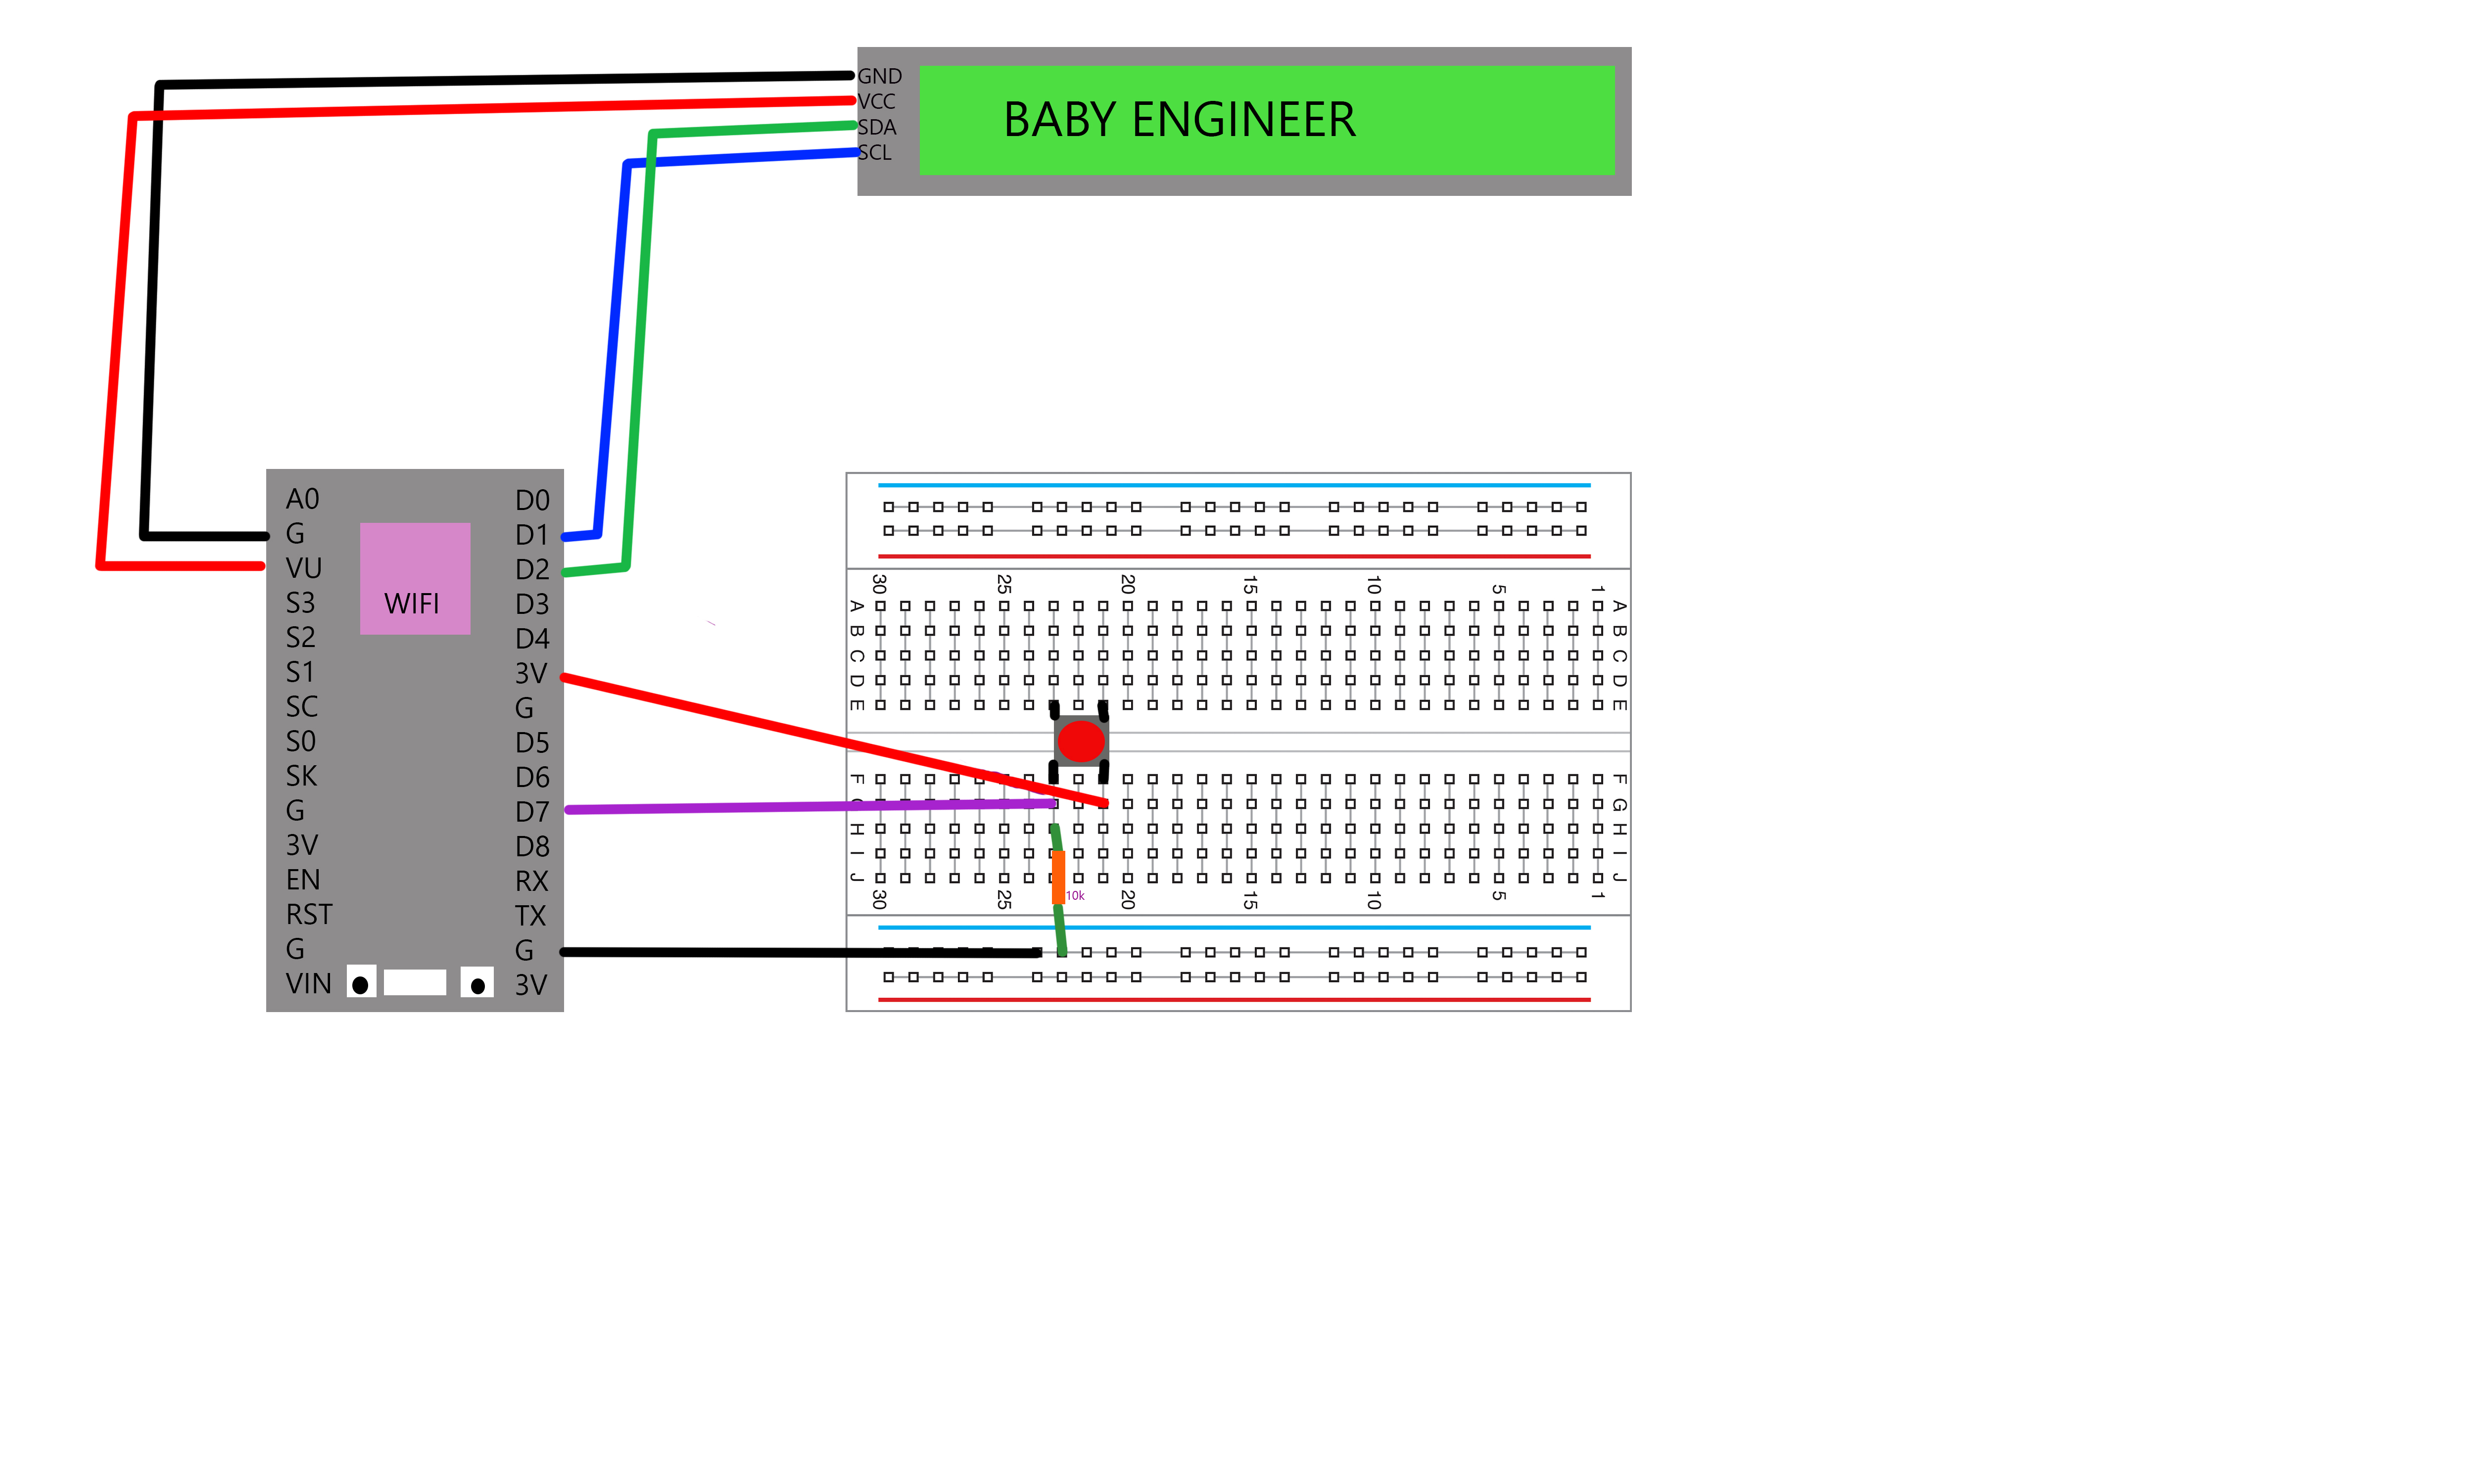 GND
VCC
SDA
SCL
BABY ENGINEER
A0
G
VU
S3
S2
S1
SC
S0
SK
G
3V
EN
RST
G
VIN
WIFI
D0
D1
D2
D3
D4
3V
G
D5
D6
D7
D8
RX
TX
G
3V
30 25 20 15 10 5 1
A A
B B
C C
D D
E E
F F
G
H H
I I
J J
10k
30 25 20 15 10 5 1